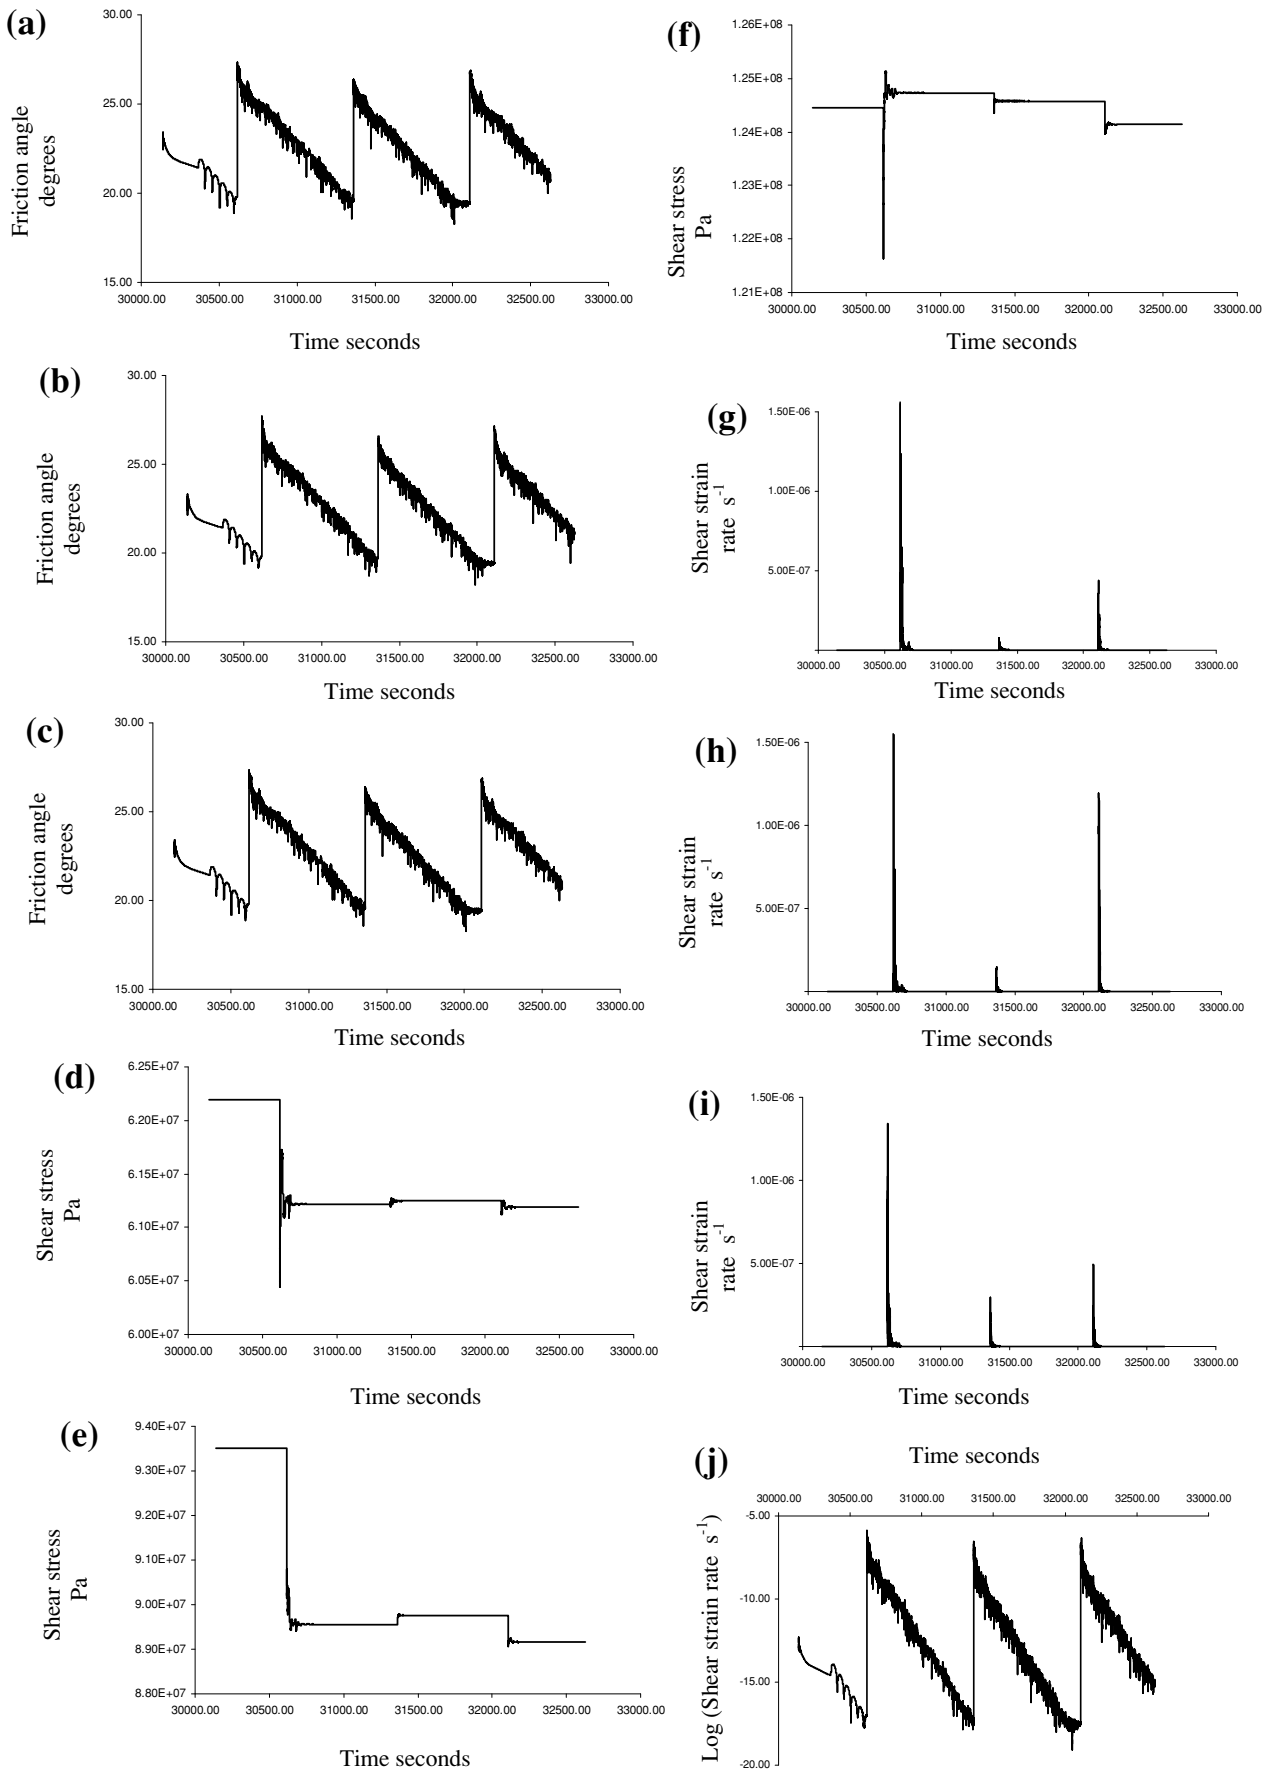 (a)
30.00
25.00
20.00
15.00
Friction angle
degrees
30000.00 30500.00 31000.00 31500.00 32000.00 32500.00 33000.00
Time seconds
(b)
30.00
25.00
20.00
15.00
Friction angle
degrees
30000.00 30500.00 31000.00 31500.00 32000.00 32500.00 33000.00
Time seconds
(c)
30.00
25.00
20.00
15.00
Friction angle
degrees
30000.00 30500.00 31000.00 31500.00 32000.00 32500.00 33000.00
Time seconds
(d)
6.25E+07
6.20E+07
6.15E+07
6.10E+07
6.05E+07
6.00E+07
Shear stress
Pa
30000.00 30500.00 31000.00 31500.00 32000.00 32500.00 33000.00
Time seconds
(e)
9.40E+07
9.30E+07
9.20E+07
9.10E+07
9.00E+07
8.90E+07
8.80E+07
Shear stress
Pa
30000.00 30500.00 31000.00 31500.00 32000.00 32500.00 33000.00
Time seconds
(f)
1.26E+08
1.25E+08
1.24E+08
1.23E+08
1.22E+08
1.21E+08
Shear stress
Pa
30000.00 30500.00 31000.00 31500.00 32000.00 32500.00 33000.00
Time seconds
(g)
1.50E-06
1.00E-06
5.00E-07
Shear strain
rate s⁻¹
30000.00 30500.00 31000.00 31500.00 32000.00 32500.00 33000.00
Time seconds
(h)
1.50E-06
1.00E-06
5.00E-07
Shear strain
rate s⁻¹
30000.00 30500.00 31000.00 31500.00 32000.00 32500.00 33000.00
Time seconds
(i)
1.50E-06
1.00E-06
5.00E-07
Shear strain
rate s⁻¹
30000.00 30500.00 31000.00 31500.00 32000.00 32500.00 33000.00
Time seconds
(j)
Time seconds
30000.00 30500.00 31000.00 31500.00 32000.00 32500.00 33000.00
-5.00
-10.00
-15.00
-20.00
Log (Shear strain rate s⁻¹)